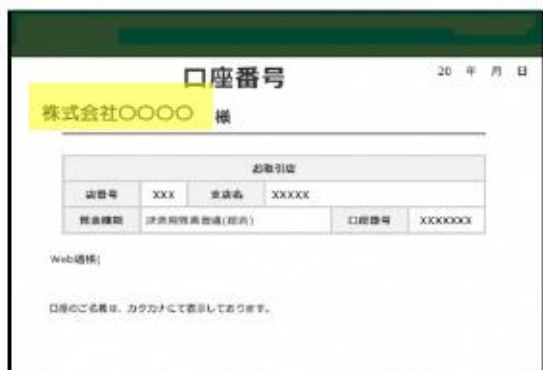 口座番号
20 年 月 日
株式会社〇〇〇〇 様
お取引店
店番号 XXX 支店名 XXXXX
預金種類 決済用無利息普通(総合) 口座番号 XXXXXXX
Web通帳(
口座のご名義は、カタカナにて表示しております。